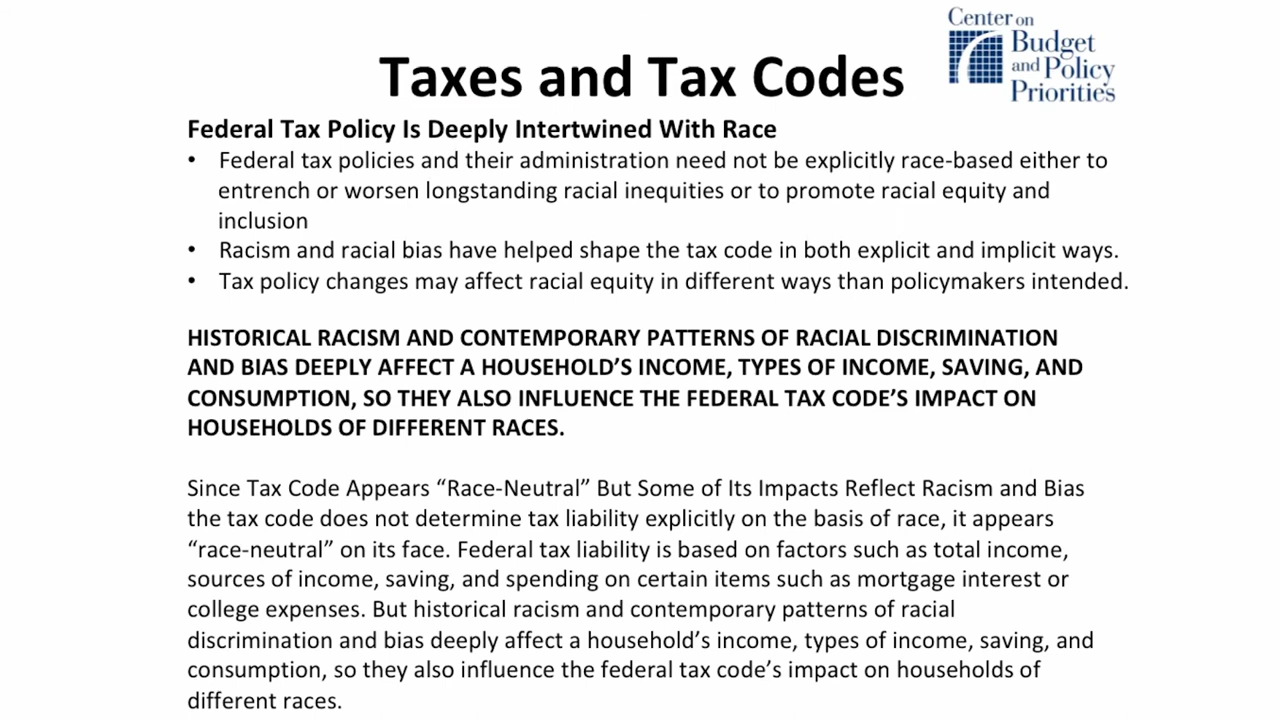 Center on
Budget
and Policy
Priorities
Taxes and Tax Codes
Federal Tax Policy Is Deeply Intertwined With Race
• Federal tax policies and their administration need not be explicitly race-based either to
entrench or worsen longstanding racial inequities or to promote racial equity and
inclusion
• Racism and racial bias have helped shape the tax code in both explicit and implicit ways.
• Tax policy changes may affect racial equity in different ways than policymakers intended.
HISTORICAL RACISM AND CONTEMPORARY PATTERNS OF RACIAL DISCRIMINATION
AND BIAS DEEPLY AFFECT A HOUSEHOLD’S INCOME, TYPES OF INCOME, SAVING, AND
CONSUMPTION, SO THEY ALSO INFLUENCE THE FEDERAL TAX CODE’S IMPACT ON
HOUSEHOLDS OF DIFFERENT RACES.
Since Tax Code Appears “Race-Neutral” But Some of Its Impacts Reflect Racism and Bias
the tax code does not determine tax liability explicitly on the basis of race, it appears
“race-neutral” on its face. Federal tax liability is based on factors such as total income,
sources of income, saving, and spending on certain items such as mortgage interest or
college expenses. But historical racism and contemporary patterns of racial
discrimination and bias deeply affect a household’s income, types of income, saving, and
consumption, so they also influence the federal tax code’s impact on households of
different races.